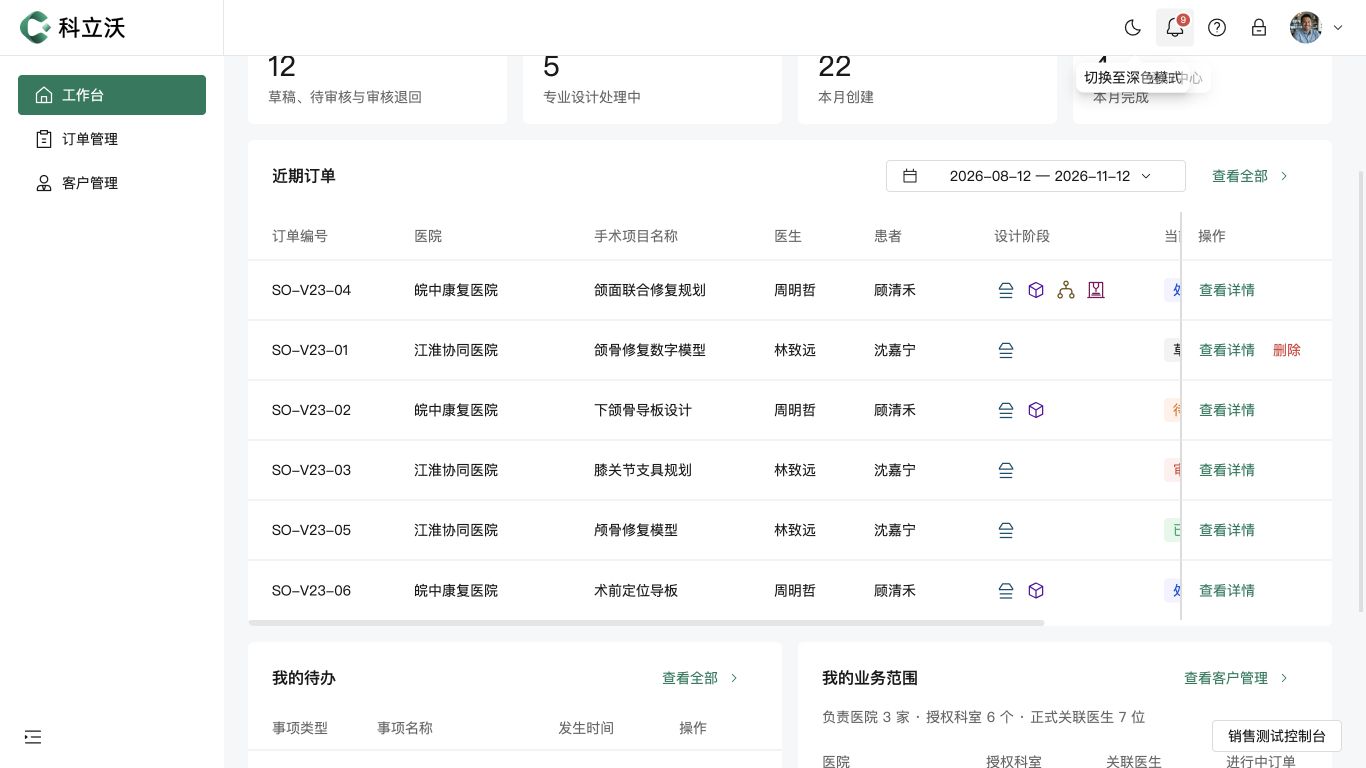 科立沃
9
工作台
订单管理
客户管理
12
草稿、待审核与审核退回
5
专业设计处理中
22
本月创建
切换至深色模式
中心
本月完成
近期订单
2026-08-12 — 2026-11-12
查看全部
订单编号 医院 手术项目名称 医生 患者 设计阶段 操作
SO-V23-04 皖中康复医院 颌面联合修复规划 周明哲 顾清禾 查看详情
SO-V23-01 江淮协同医院 颌骨修复数字模型 林致远 沈嘉宁 查看详情 删除
SO-V23-02 皖中康复医院 下颌骨导板设计 周明哲 顾清禾 查看详情
SO-V23-03 江淮协同医院 膝关节支具规划 林致远 沈嘉宁 查看详情
SO-V23-05 江淮协同医院 颅骨修复模型 林致远 沈嘉宁 查看详情
SO-V23-06 皖中康复医院 术前定位导板 周明哲 顾清禾 查看详情
我的待办
查看全部
事项类型 事项名称 发生时间 操作
我的业务范围
查看客户管理
负责医院 3 家 · 授权科室 6 个 · 正式关联医生 7 位
医院 授权科室 关联医生 进行中订单
销售测试控制台